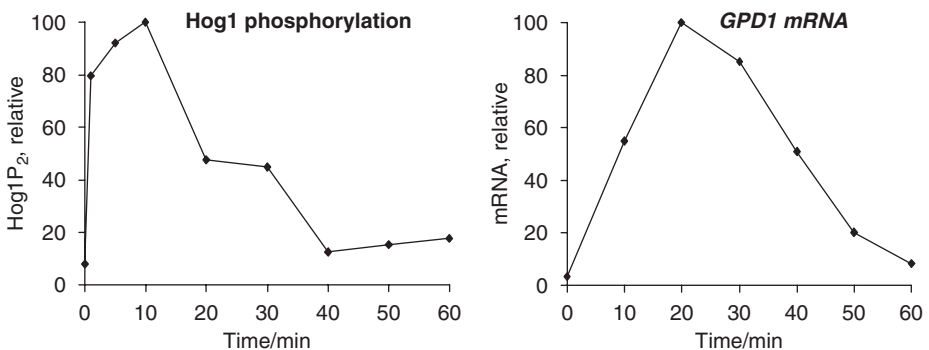 Hog1 phosphorylation
Hog1P2, relative
100
80
60
40
20
0
0 10 20 30 40 50 60
Time/min
GPD1 mRNA
mRNA, relative
100
80
60
40
20
0
0 10 20 30 40 50 60
Time/min